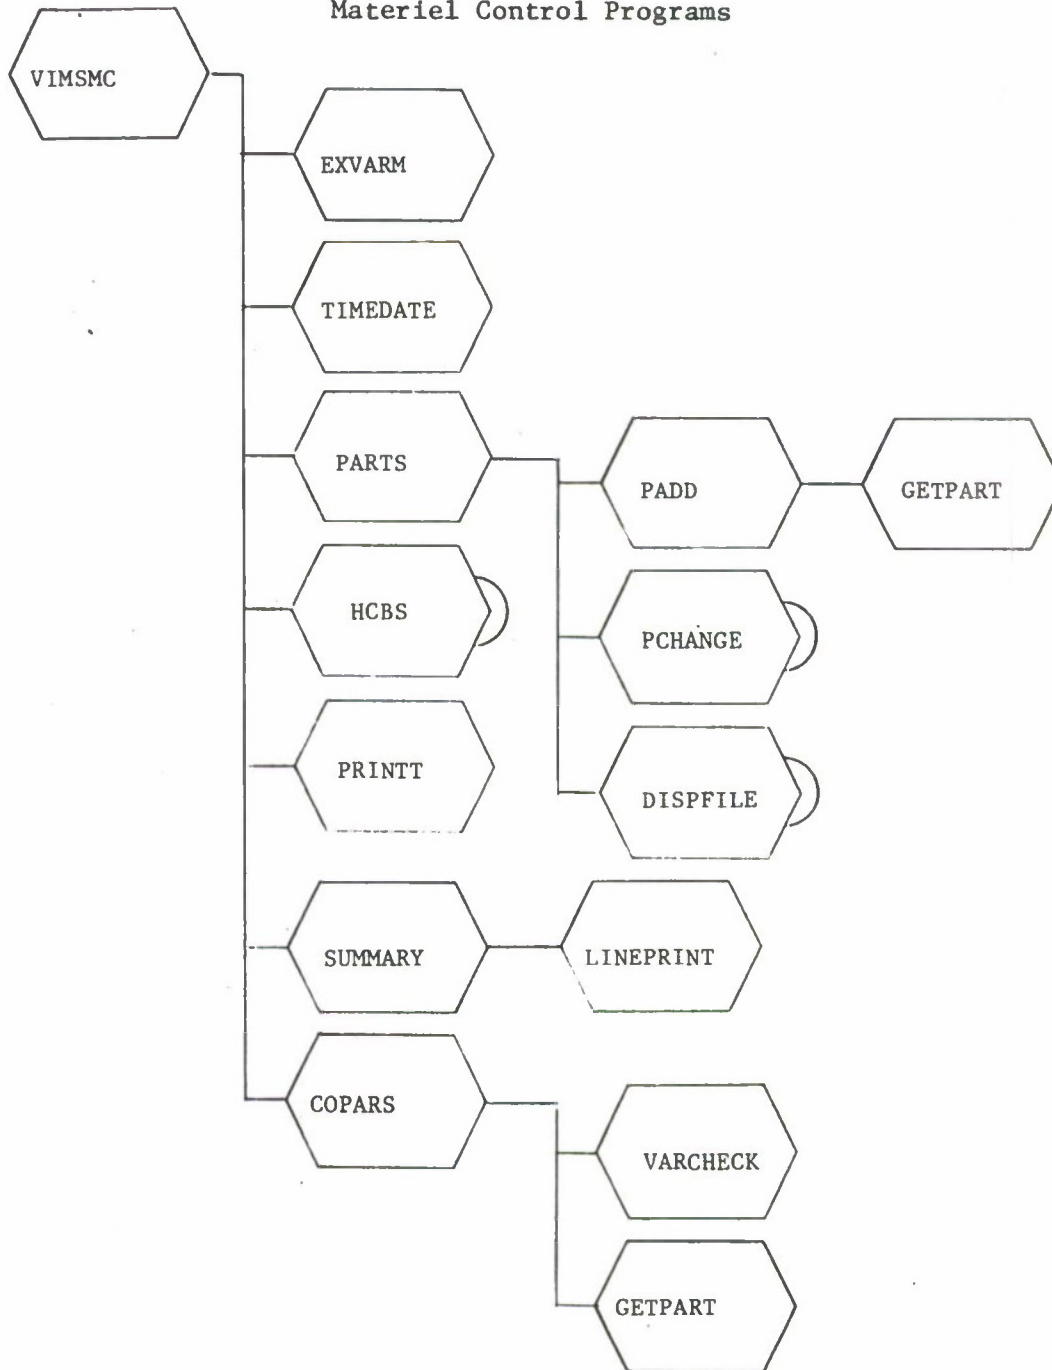 Materiel Control Programs
VIMSMC
EXVARM
TIMEDATE
PARTS
PADD
GETPART
HCBS
PCHANGE
PRINTT
DISPFILE
SUMMARY
LINEPRINT
COPARS
VARCHECK
GETPART